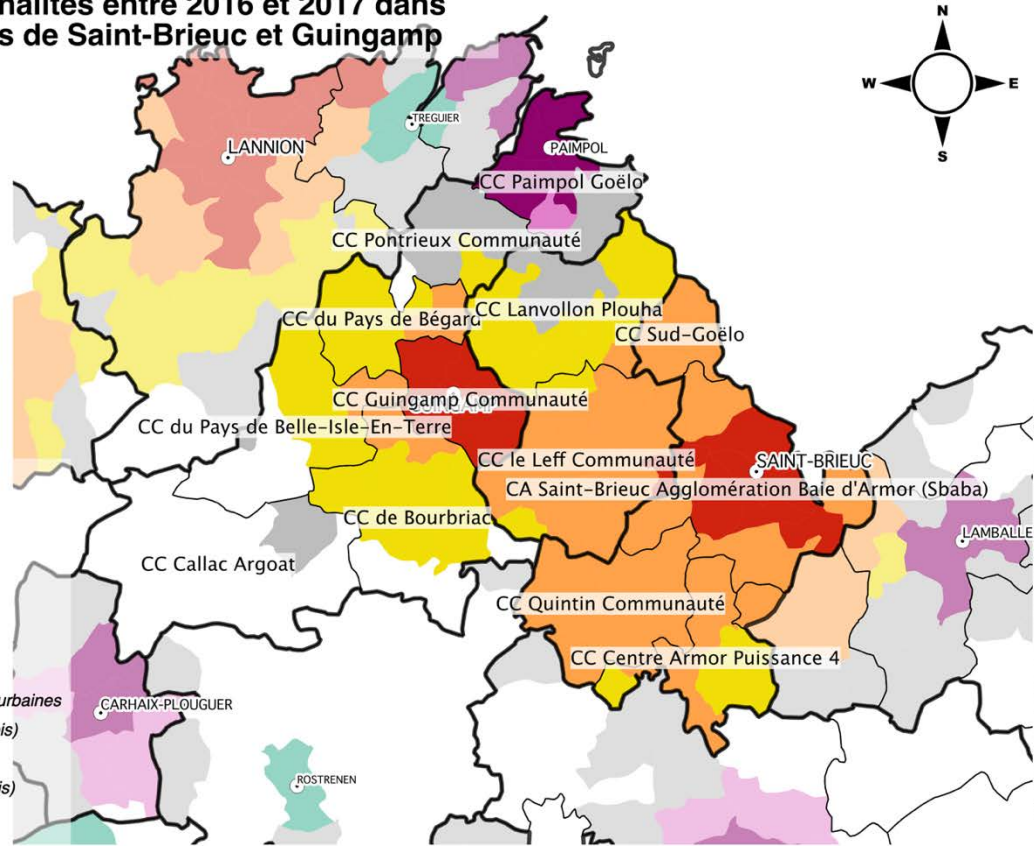 nalités entre 2016 et 2017 dans
s de Saint-Brieuc et Guingamp
N
W
E
S
TREGUIER
LANNION
PAIMPOL
CC Paimpol Goëlo
CC Pontrieux Communauté
CC du Pays de Bégard
CC Lanvollon Plouha
CC Sud-Goëlo
CC Guingamp Communauté
GUINGAMP
CC du Pays de Belle-Isle-En-Terre
CC le Leff Communauté
SAINT-BRIEUC
CA Saint-Brieuc Agglomération Baie d'Armor (Sbaba)
CC de Bourbriac
LAMBALLE
CC Callac Argoat
CC Quintin Communauté
CC Centre Armor Puissance 4
urbaines
CARHAIX-PLOUGUER
is)
is)
ROSTRENEN